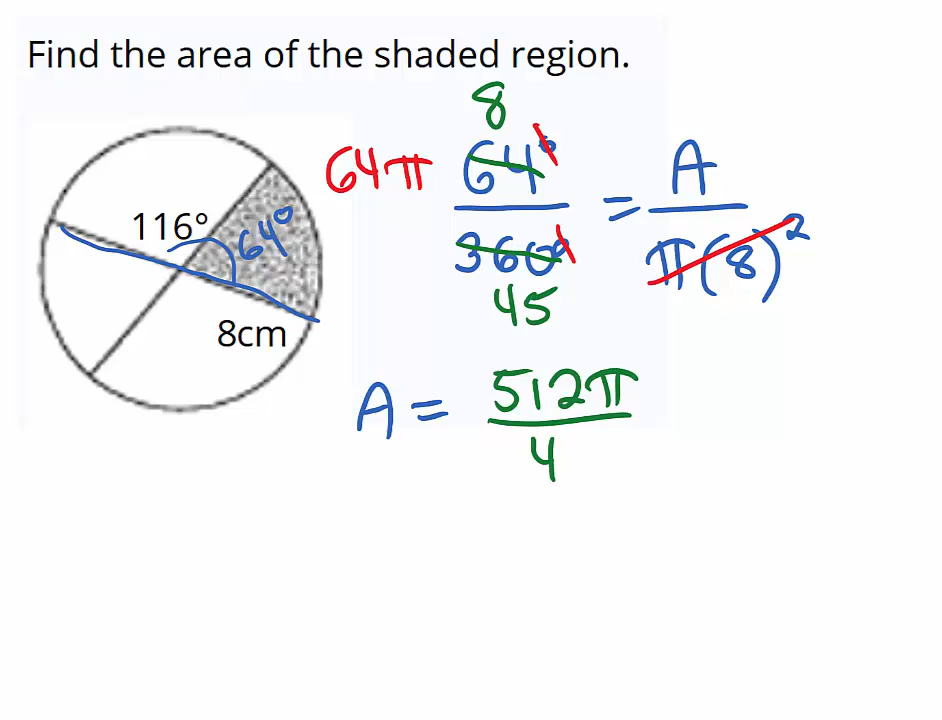 Find the area of the shaded region.
8
64π 64° = A
360° π(8)²
45
116° 64°
8cm
A = 512π
4